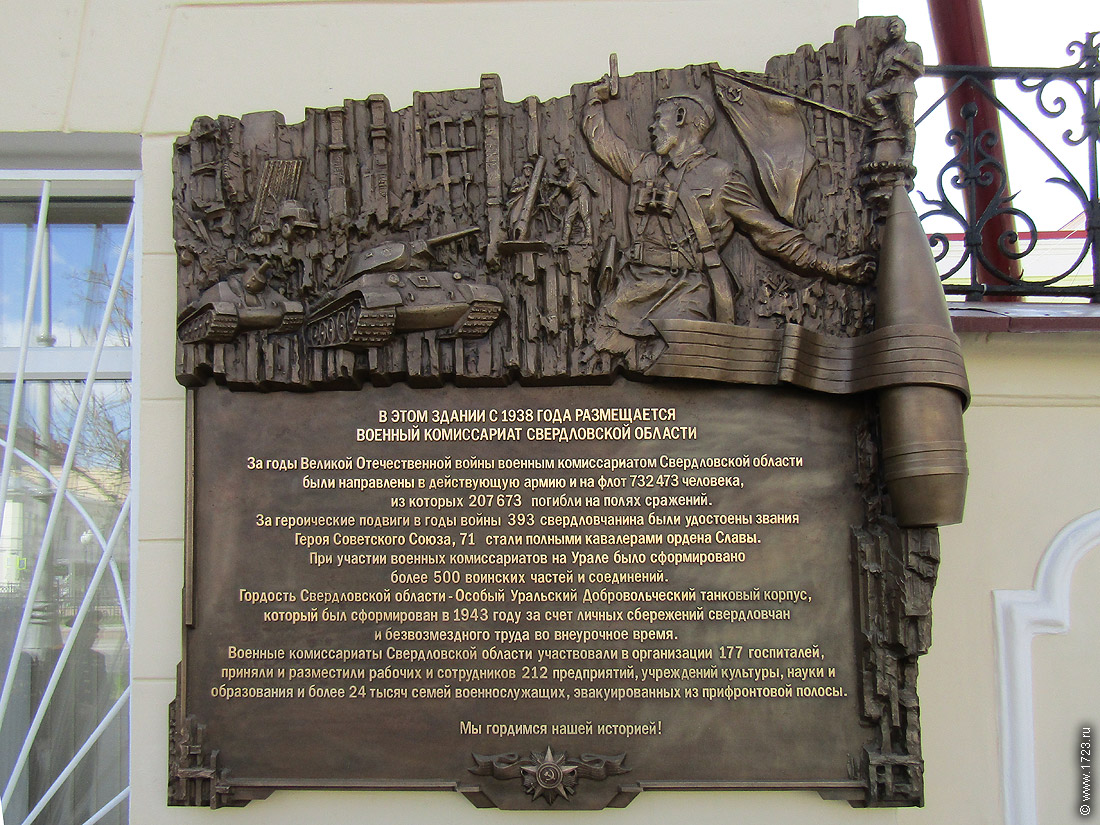 В ЭТОМ ЗДАНИИ С 1938 ГОДА РАЗМЕЩАЕТСЯ
ВОЕННЫЙ КОМИССАРИАТ СВЕРДЛОВСКОЙ ОБЛАСТИ
За годы Великой Отечественной войны военным комиссариатом Свердловской области
были направлены в действующую армию и на флот 732 473 человека,
из которых 207 673 погибли на полях сражений.
За героические подвиги в годы войны 393 свердловчанина были удостоены звания
Героя Советского Союза, 71 стали полными кавалерами ордена Славы.
При участии военных комиссариатов на Урале было сформировано
более 500 воинских частей и соединений.
Гордость Свердловской области - Особый Уральский Добровольческий танковый корпус,
который был сформирован в 1943 году за счет личных сбережений свердловчан
и безвозмездного труда во внеурочное время.
Военные комиссариаты Свердловской области участвовали в организации 177 госпиталей,
приняли и разместили рабочих и сотрудников 212 предприятий, учреждений культуры, науки и
образования и более 24 тысяч семей военнослужащих, эвакуированных из прифронтовой полосы.
Мы гордимся нашей историей!
© www.1723.ru